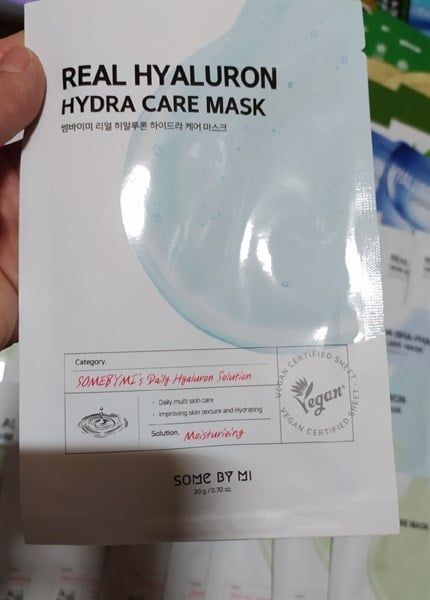 REAL HYALURON
HYDRA CARE MASK
썸바이미 리얼 히알루론 하이드라 케어 마스크
Category.
SOMEBYMI's Daily Hyaluron Solution
- Daily multi skin care
- improving skin texture and Hydrating
Solution. Moisturizing
VEGAN CERTIFIED SHEET
Vegan
VEGAN CERTIFIED SHEET
SOME BY MI
20 g / 0.70 oz.